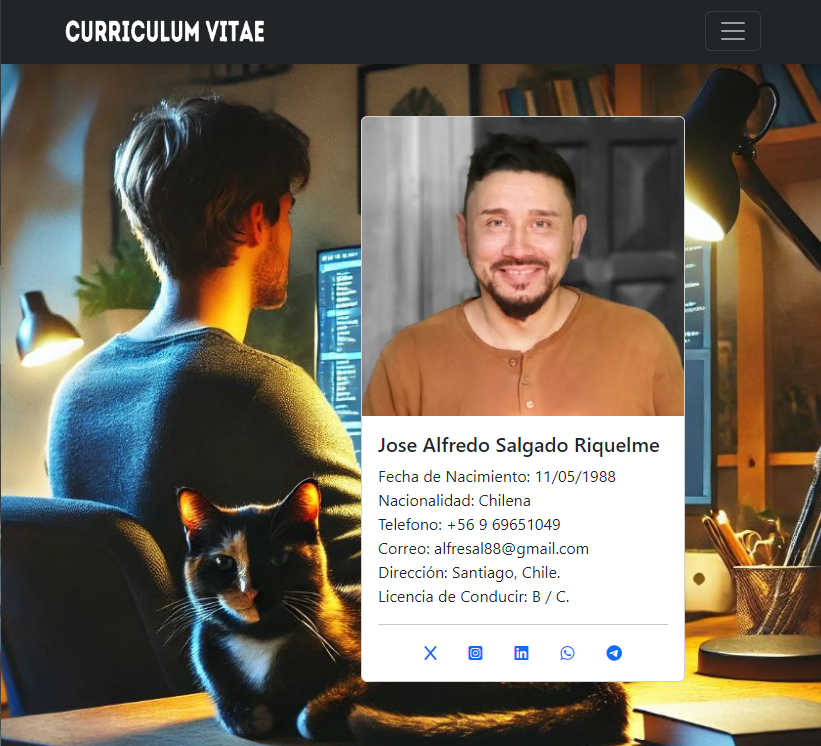 CURRICULUM VITAE
Jose Alfredo Salgado Riquelme
Fecha de Nacimiento: 11/05/1988
Nacionalidad: Chilena
Telefono: +56 9 69651049
Correo: alfresal88@gmail.com
Dirección: Santiago, Chile.
Licencia de Conducir: B / C.